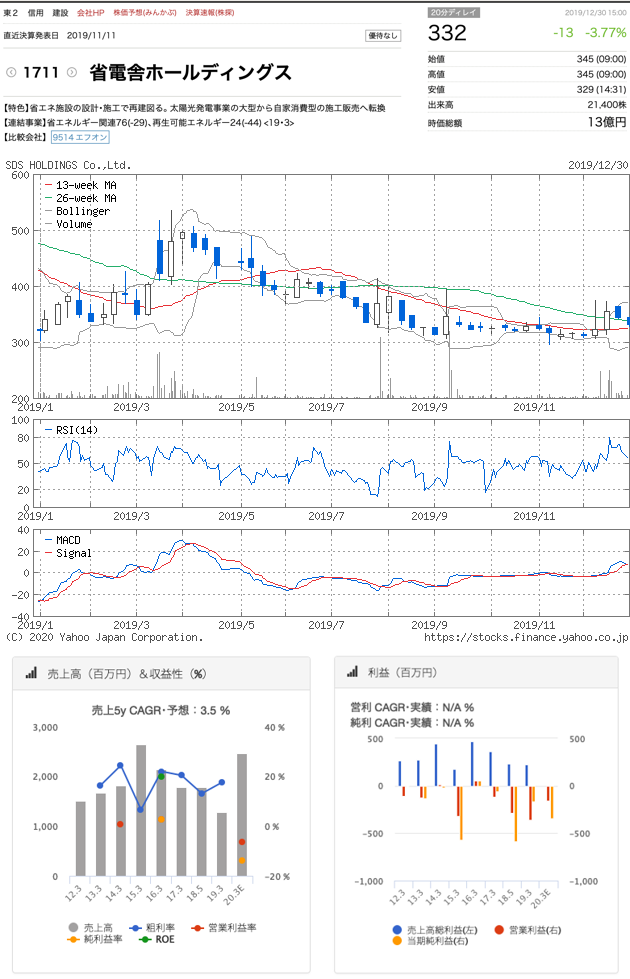 東２ 信用 建設 会社HP 株価予想(みんかぶ) 決算速報(株探)
直近決算発表日 2019/11/11 優待なし
1711 省電舎ホールディングス
【特色】省エネ施設の設計・施工で再建図る。太陽光発電事業の大型から自家消費型の施工販売へ転換
【連結事業】省エネルギー関連76(-29)、再生可能エネルギー24(-44) <19・3>
【比較会社】 9514 エフオン
20分ディレイ 2019/12/30 15:00
332 -13 -3.77%
始値 345 (09:00)
高値 345 (09:00)
安値 329 (14:31)
出来高 21,400株
時価総額 13億円
SDS HOLDINGS Co.,Ltd. 2019/12/30
600
500
400
300
200
13-week MA
26-week MA
Bollinger
Volume
2019/1 2019/3 2019/5 2019/7 2019/9 2019/11
100
80
50
20
0
RSI(14)
2019/1 2019/3 2019/5 2019/7 2019/9 2019/11
40
20
0
-20
-40
MACD
Signal
2019/1 2019/3 2019/5 2019/7 2019/9 2019/11
(C) 2020 Yahoo Japan Corporation. https://stocks.finance.yahoo.co.jp
売上高（百万円）＆収益性（%）
売上5y CAGR・予想：3.5 %
3,000 40 %
2,000 20 %
1,000 0 %
0 -20 %
12.3 13.3 14.3 15.3 16.3 17.3 18.5 19.3 20.3E
売上高 粗利率 営業利益率
純利益率 ROE
利益（百万円）
営利 CAGR・実績：N/A %
純利 CAGR・実績：N/A %
500 500
0 0
-500 -500
-1,000 -1,000
12.3 13.3 14.3 15.3 16.3 17.3 18.5 19.3 20.3E
売上高総利益(左) 営業利益(右)
当期純利益(右)